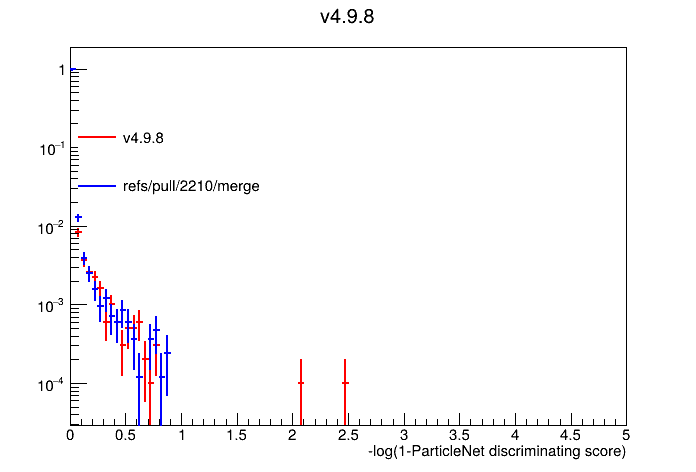 v4.9.8
1
10⁻¹
10⁻²
10⁻³
10⁻⁴
v4.9.8
refs/pull/2210/merge
0 0.5 1 1.5 2 2.5 3 3.5 4 4.5 5
-log(1-ParticleNet discriminating score)